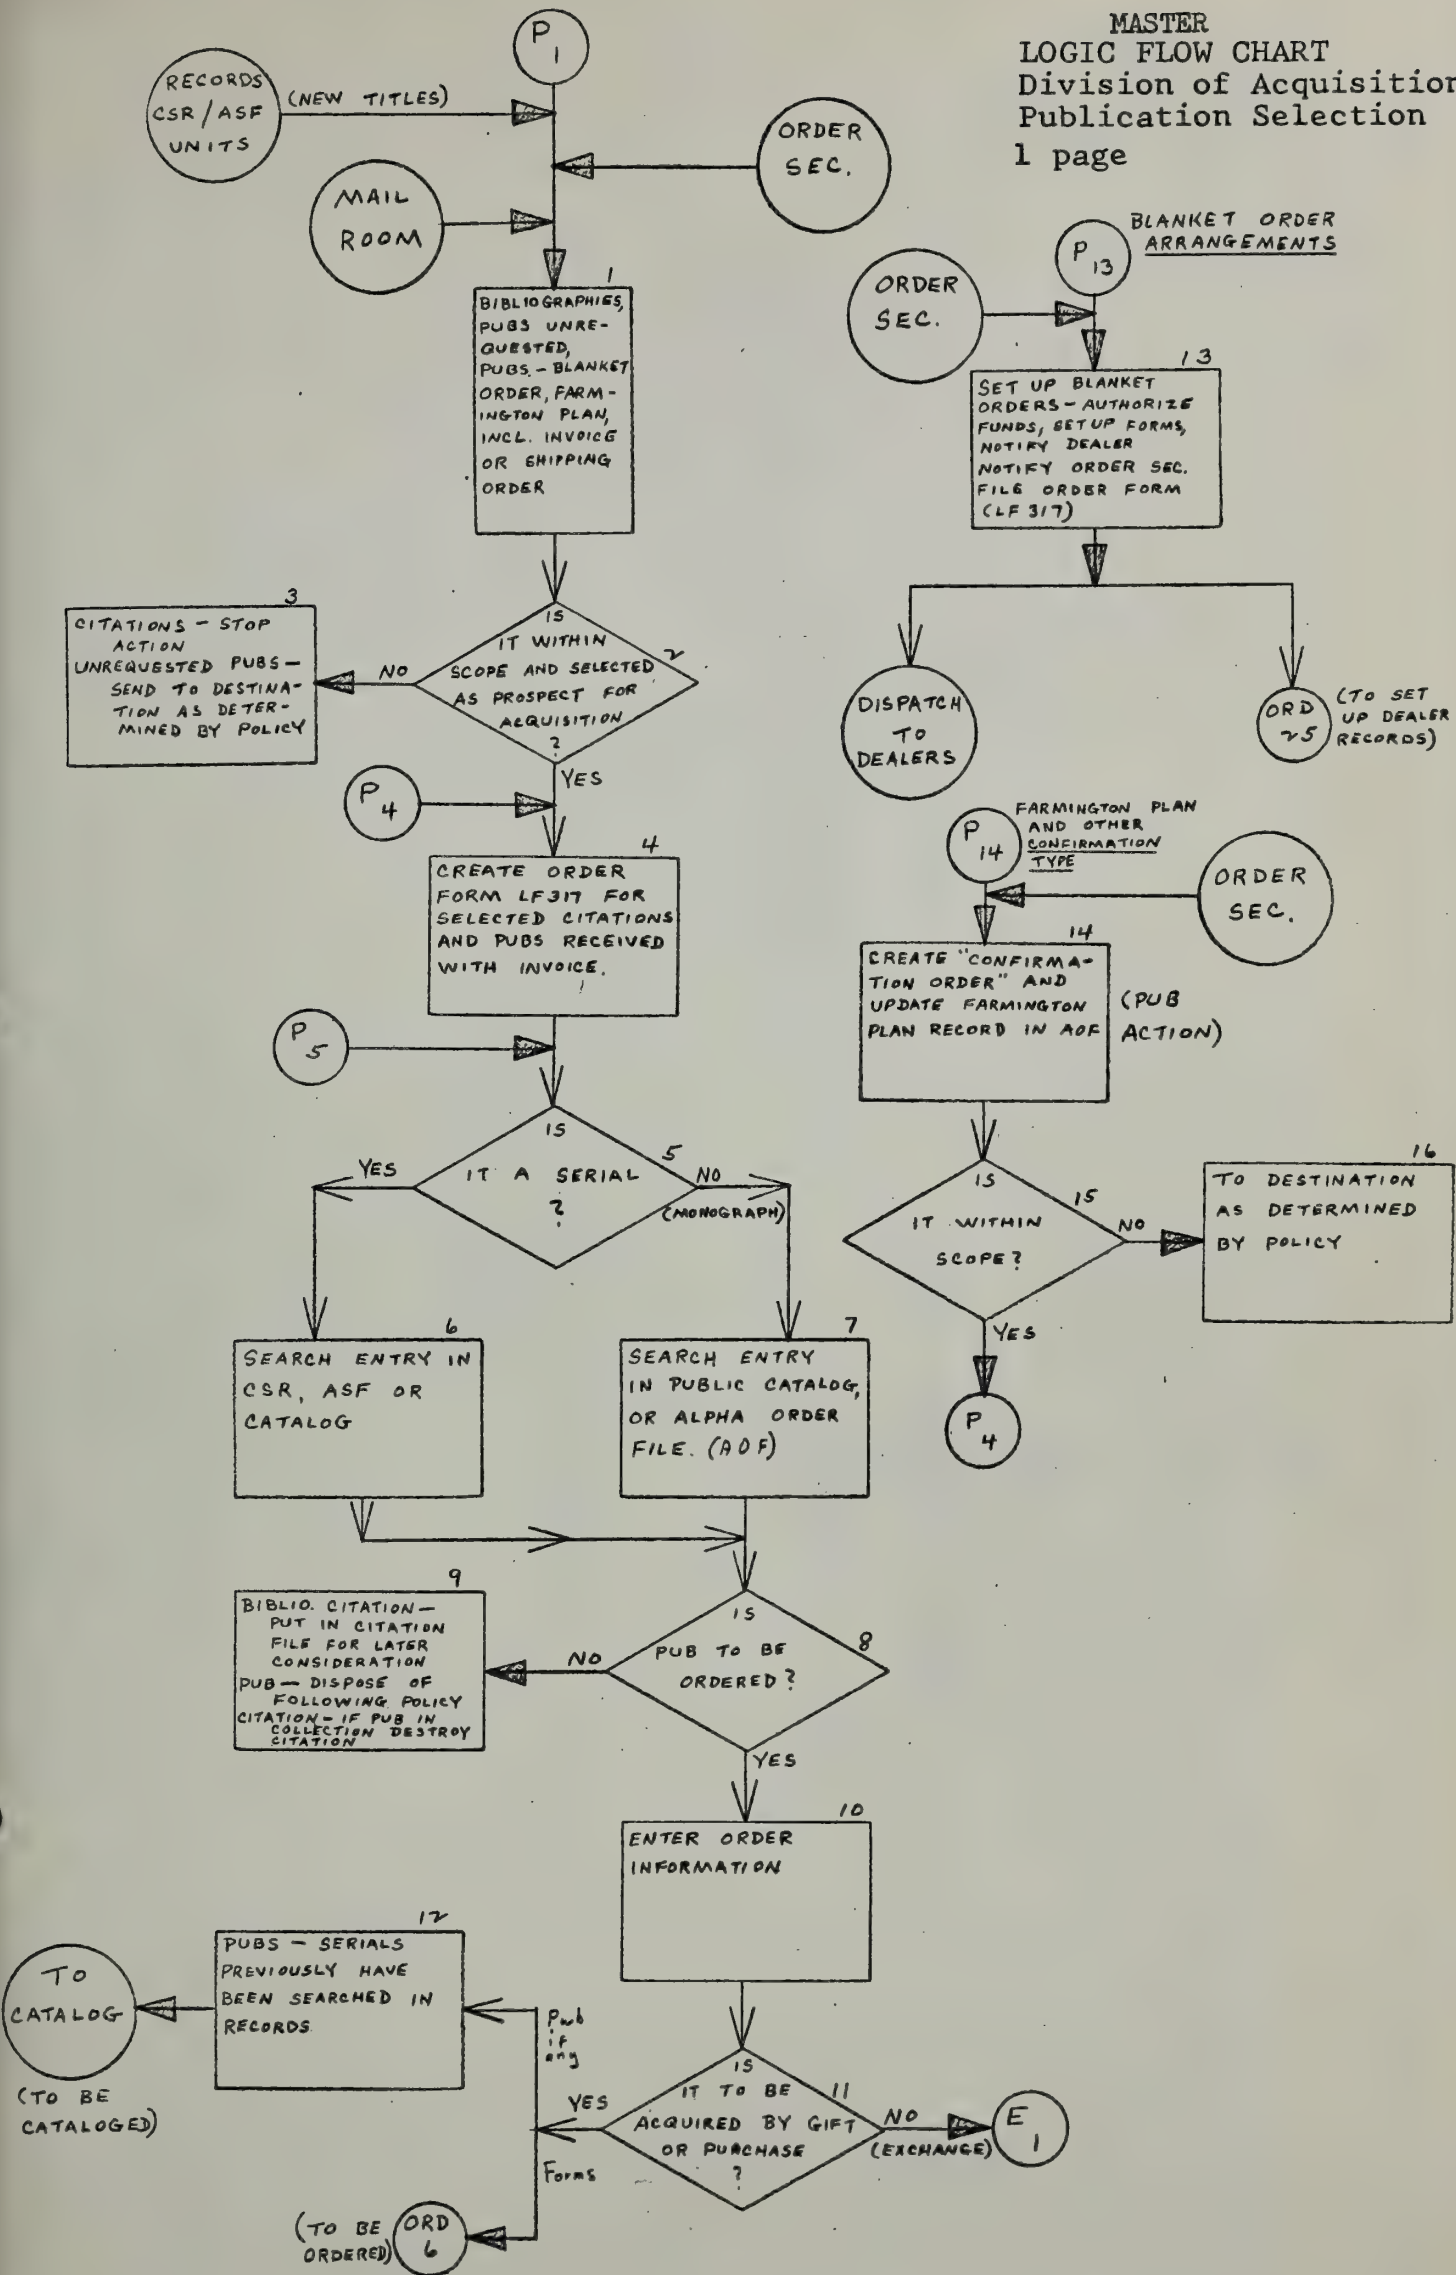 MASTER
LOGIC FLOW CHART
Division of Acquisition
Publication Selection
1 page
P
1
RECORDS
CSR/ASF
UNITS
(NEW TITLES)
ORDER
SEC.
MAIL
ROOM
1
BIBLIOGRAPHIES,
PUBS UNRE-
QUESTED,
PUBS.-BLANKET
ORDER, FARM-
INGTON PLAN,
INCL. INVOICE
OR SHIPPING
ORDER
2
IS
IT WITHIN
SCOPE AND SELECTED
AS PROSPECT FOR
ACQUISITION
?
NO
3
CITATIONS - STOP
ACTION
UNREQUESTED PUBS -
SEND TO DESTINA-
TION AS DETER-
MINED BY POLICY
YES
P
4
4
CREATE ORDER
FORM LF317 FOR
SELECTED CITATIONS
AND PUBS RECEIVED
WITH INVOICE.
P
5
5
IS
IT A SERIAL
?
YES
NO
(MONOGRAPH)
6
SEARCH ENTRY IN
CSR, ASF OR
CATALOG
7
SEARCH ENTRY
IN PUBLIC CATALOG,
OR ALPHA ORDER
FILE. (AOF)
8
IS
PUB TO BE
ORDERED?
NO
9
BIBLIO. CITATION-
PUT IN CITATION
FILE FOR LATER
CONSIDERATION
PUB - DISPOSE OF
FOLLOWING POLICY
CITATION - IF PUB IN
COLLECTION DESTROY
CITATION
YES
10
ENTER ORDER
INFORMATION
11
IS
IT TO BE
ACQUIRED BY GIFT
OR PURCHASE
?
NO
(EXCHANGE)
E
1
YES
Pub
if
any
Forms
12
PUBS - SERIALS
PREVIOUSLY HAVE
BEEN SEARCHED IN
RECORDS.
TO
CATALOG
(TO BE
CATALOGED)
(TO BE
ORDERED)
ORD
6
P
13
BLANKET ORDER
ARRANGEMENTS
ORDER
SEC.
13
SET UP BLANKET
ORDERS - AUTHORIZE
FUNDS, SETUP FORMS,
NOTIFY DEALER
NOTIFY ORDER SEC.
FILE ORDER FORM
(LF 317)
DISPATCH
TO
DEALERS
ORD
25
(TO SET
UP DEALER
RECORDS)
P
14
FARMINGTON PLAN
AND OTHER
CONFIRMATION
TYPE
ORDER
SEC.
14
CREATE "CONFIRMA-
TION ORDER" AND
UPDATE FARMINGTON
PLAN RECORD IN AOF
(PUB
ACTION)
15
IS
IT WITHIN
SCOPE?
NO
16
TO DESTINATION
AS DETERMINED
BY POLICY
YES
P
4